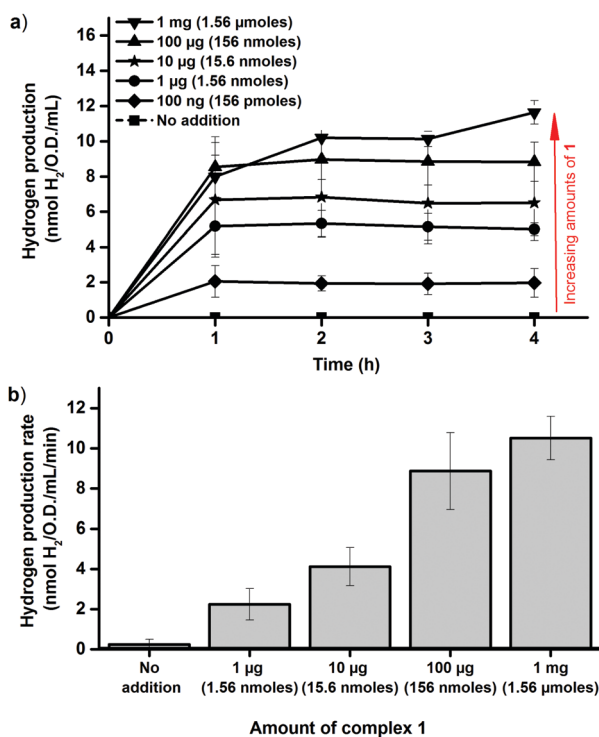 a)
1 mg (1.56 μmoles)
100 μg (156 nmoles)
10 μg (15.6 nmoles)
1 μg (1.56 nmoles)
100 ng (156 pmoles)
No addition
Hydrogen production
(nmol H₂/O.D./mL)
16
14
12
10
8
6
4
2
0
0 1 2 3 4
Time (h)
Increasing amounts of 1
b)
Hydrogen production rate
(nmol H₂/O.D./mL/min)
12
10
8
6
4
2
0
No
addition
1 μg
(1.56 nmoles)
10 μg
(15.6 nmoles)
100 μg
(156 nmoles)
1 mg
(1.56 μmoles)
Amount of complex 1